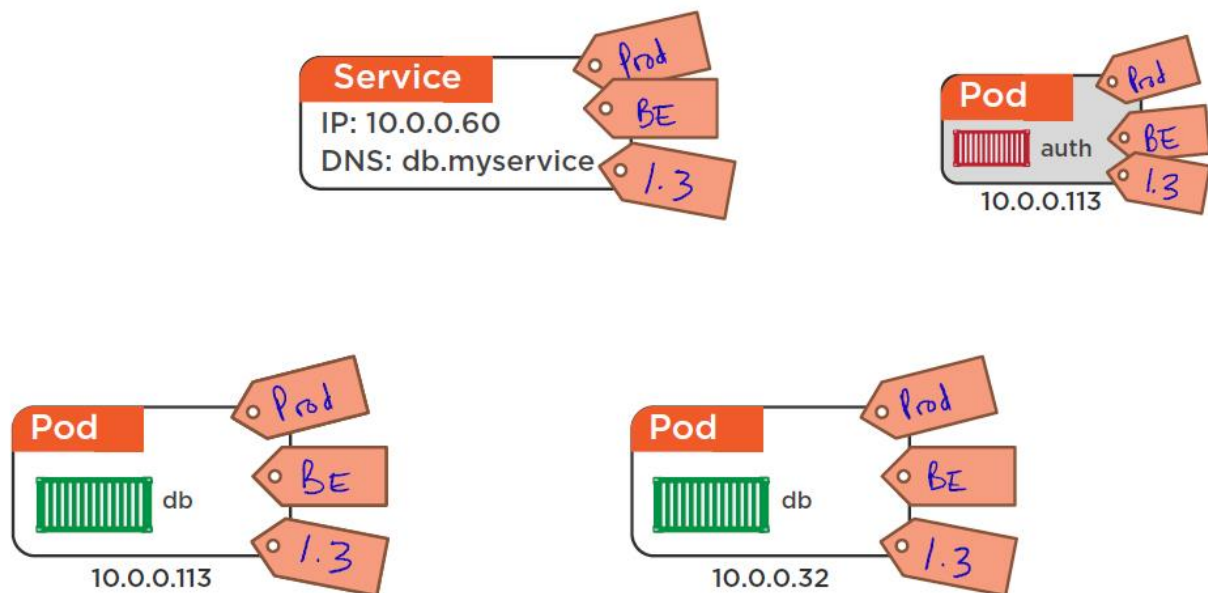 Service
IP: 10.0.0.60
DNS: db.myservice
Prod
BE
1.3
Pod
auth
Prod
BE
1.3
10.0.0.113
Pod
db
Prod
BE
1.3
10.0.0.113
Pod
db
Prod
BE
1.3
10.0.0.32